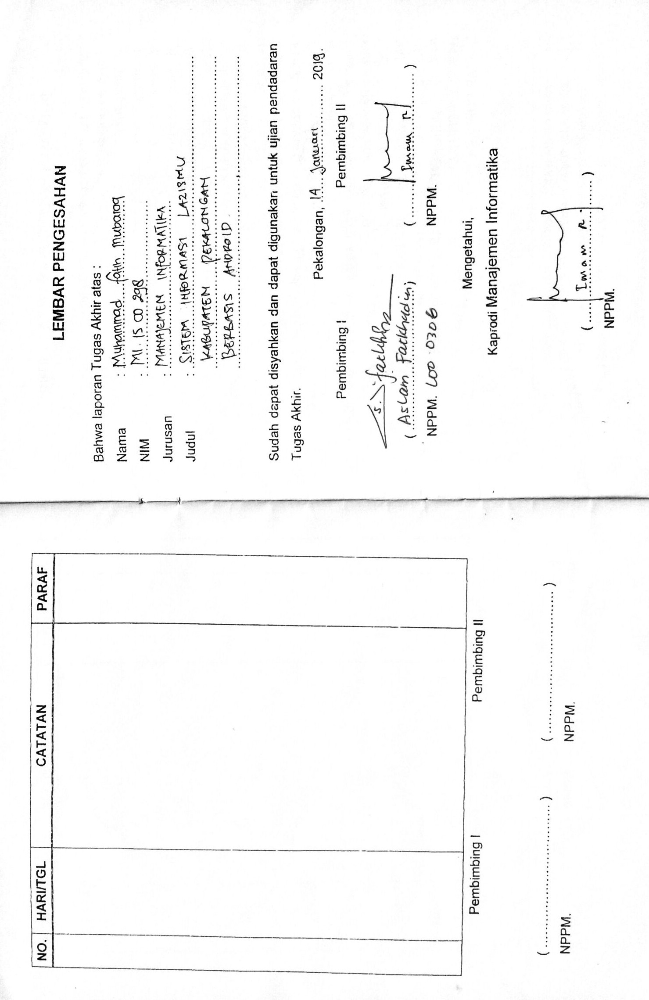 NO. HARI/TGL CATATAN PARAF
Pembimbing I Pembimbing II
(..............................) (..............................)
NPPM. NPPM.
LEMBAR PENGESAHAN
Bahwa laporan Tugas Akhir atas :
Nama : Muhammad fatih Mubaroq
NIM : MI. 15 00 298
Jurusan : MANAJEMEN INFORMATIKA
Judul : SISTEM INFORMASI LAZISMU
KABUPATEN PEKALONGAN
BERBASIS ANDROID.
Sudah dapat disyahkan dan dapat digunakan untuk ujian pendadaran
Tugas Akhir.
Pekalongan, 14 Januari 2019.
Pembimbing I Pembimbing II
(Aslam Fatkhudin) (Imam R)
NPPM. L00.0306 NPPM.
Mengetahui,
Kaprodi Manajemen Informatika
(Imam R.)
NPPM.